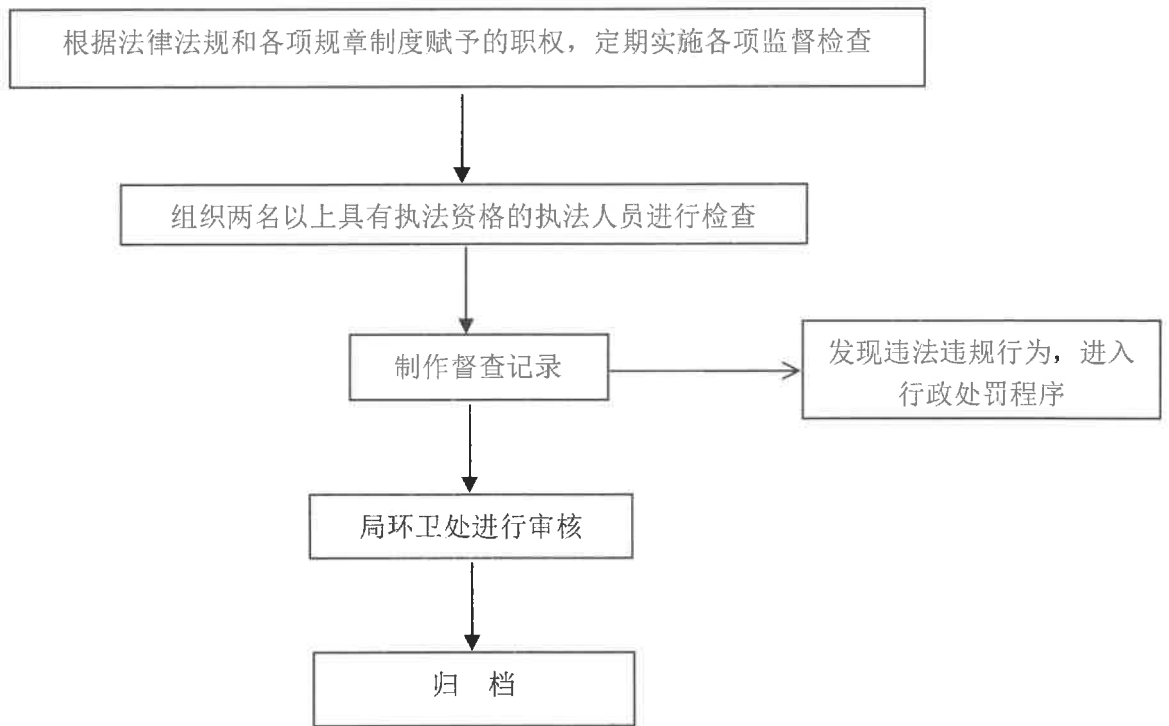 根据法律法规和各项规章制度赋予的职权，定期实施各项监督检查
组织两名以上具有执法资格的执法人员进行检查
制作督查记录
发现违法违规行为，进入
行政处罚程序
局环卫处进行审核
归 档